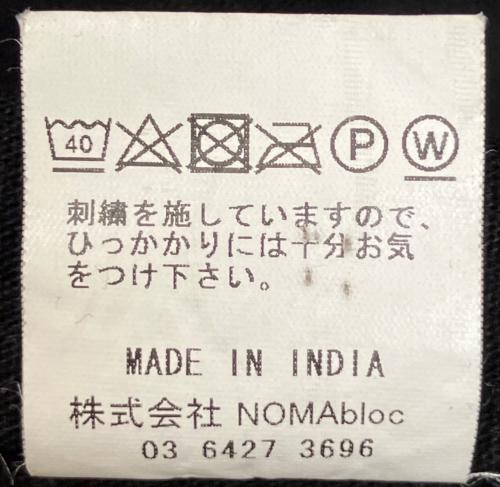 40 P W
刺繍を施していますので、
ひっかかりには十分お気
をつけ下さい。
MADE IN INDIA
株式会社 NOMAbloc
03 6427 3696